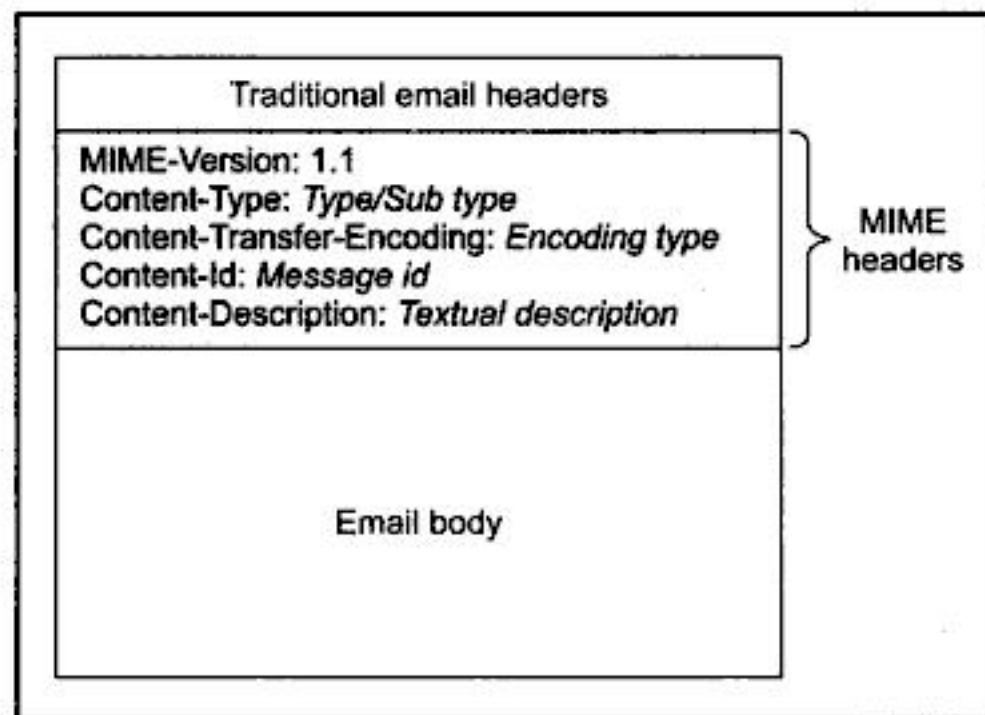 Traditional email headers
MIME-Version: 1.1
Content-Type: Type/Sub type
Content-Transfer-Encoding: Encoding type
Content-Id: Message id
Content-Description: Textual description
MIME
headers
Email body